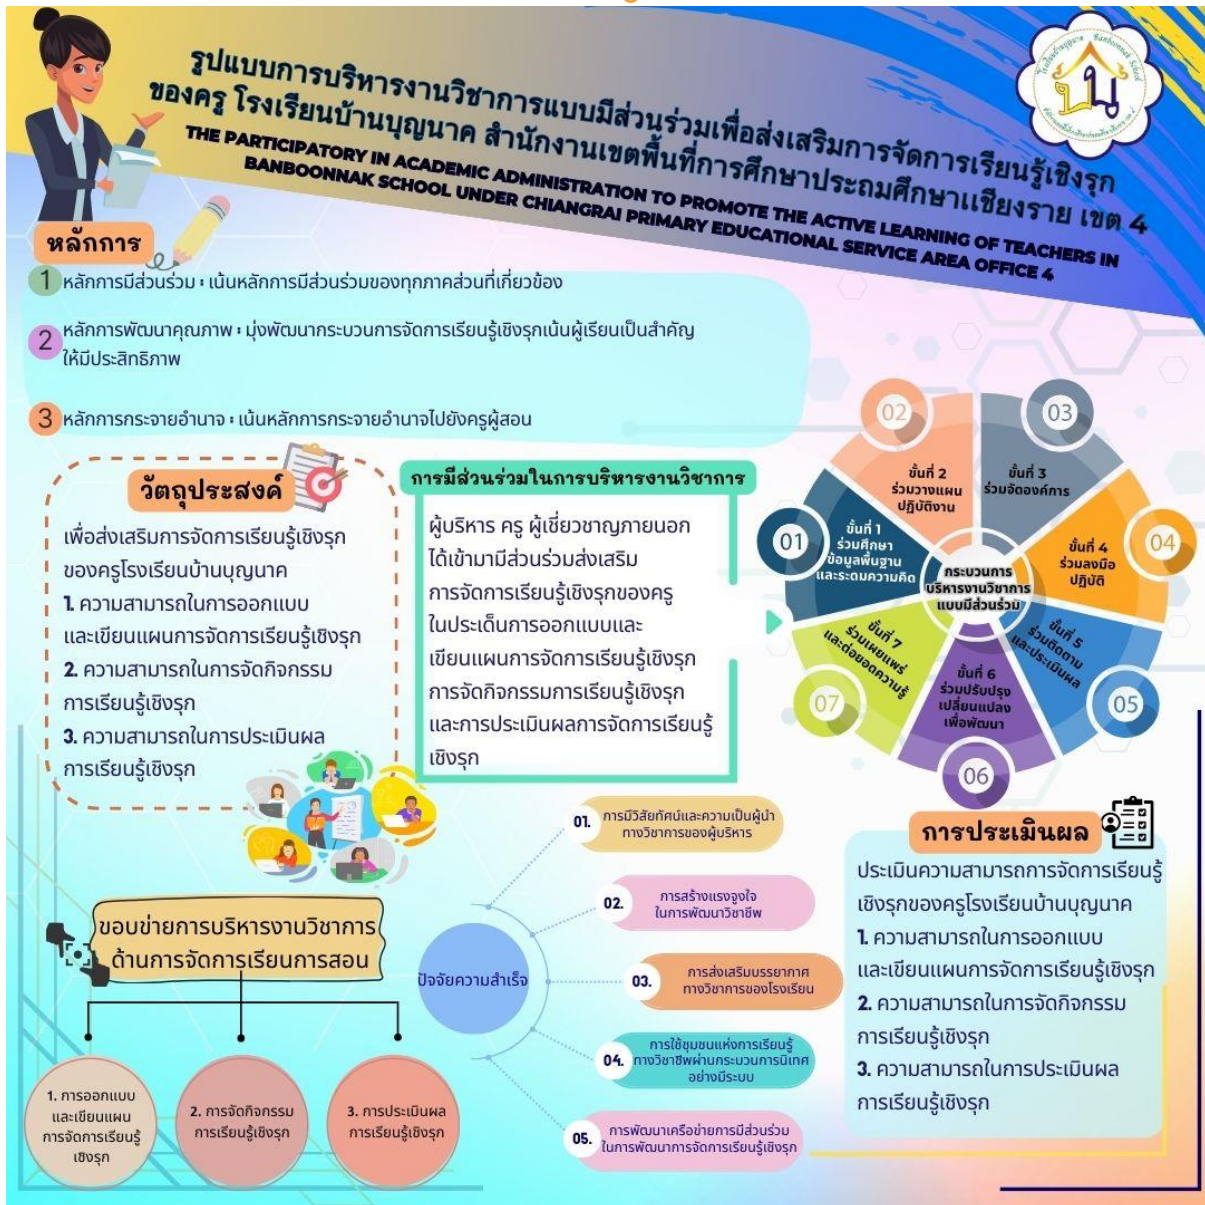 รูปแบบการบริหารงานวิชาการแบบมีส่วนร่วมเพื่อส่งเสริมการจัดการเรียนรู้เชิงรุก
ของครู โรงเรียนบ้านบุญนาค สำนักงานเขตพื้นที่การศึกษาประถมศึกษาเชียงราย เขต 4
THE PARTICIPATORY IN ACADEMIC ADMINISTRATION TO PROMOTE THE ACTIVE LEARNING OF TEACHERS IN
BANBOONNAK SCHOOL UNDER CHIANGRAI PRIMARY EDUCATIONAL SERVICE AREA OFFICE 4
Banboonnak School
บน
หลักการ
1 หลักการมีส่วนร่วม : เน้นหลักการมีส่วนร่วมของทุกภาคส่วนที่เกี่ยวข้อง
2 หลักการพัฒนาคุณภาพ : มุ่งพัฒนากระบวนการจัดการเรียนรู้เชิงรุกเน้นผู้เรียนเป็นสำคัญ
ให้มีประสิทธิภาพ
3 หลักการกระจายอำนาจ : เน้นหลักการกระจายอำนาจไปยังครูผู้สอน
วัตถุประสงค์
เพื่อส่งเสริมการจัดการเรียนรู้เชิงรุก
ของครูโรงเรียนบ้านบุญนาค
1. ความสามารถในการออกแบบ
และเขียนแผนการจัดการเรียนรู้เชิงรุก
2. ความสามารถในการจัดกิจกรรม
การเรียนรู้เชิงรุก
3. ความสามารถในการประเมินผล
การเรียนรู้เชิงรุก
การมีส่วนร่วมในการบริหารงานวิชาการ
ผู้บริหาร ครู ผู้เชี่ยวชาญภายนอก
ได้เข้ามามีส่วนร่วมส่งเสริม
การจัดการเรียนรู้เชิงรุกของครู
ในประเด็นการออกแบบและ
เขียนแผนการจัดการเรียนรู้เชิงรุก
การจัดกิจกรรมการเรียนรู้เชิงรุก
และการประเมินผลการจัดการเรียนรู้
เชิงรุก
กระบวนการ
บริหารงานวิชาการ
แบบมีส่วนร่วม
01
ขั้นที่ 1
ร่วมศึกษา
ข้อมูลพื้นฐาน
และระดมความคิด
02
ขั้นที่ 2
ร่วมวางแผน
ปฏิบัติงาน
03
ขั้นที่ 3
ร่วมจัดองค์การ
04
ขั้นที่ 4
ร่วมลงมือ
ปฏิบัติ
05
ขั้นที่ 5
ร่วมติดตาม
และประเมินผล
06
ขั้นที่ 6
ร่วมปรับปรุง
เปลี่ยนแปลง
เพื่อพัฒนา
07
ขั้นที่ 7
ร่วมเผยแพร่
และต่อยอดความรู้
ขอบข่ายการบริหารงานวิชาการ
ด้านการจัดการเรียนการสอน
1. การออกแบบ
และเขียนแผน
การจัดการเรียนรู้
เชิงรุก
2. การจัดกิจกรรม
การเรียนรู้เชิงรุก
3. การประเมินผล
การเรียนรู้เชิงรุก
ปัจจัยความสำเร็จ
01. การมีวิสัยทัศน์และความเป็นผู้นำ
ทางวิชาการของผู้บริหาร
02. การสร้างแรงจูงใจ
ในการพัฒนาวิชาชีพ
03. การส่งเสริมบรรยากาศ
ทางวิชาการของโรงเรียน
04. การใช้ชุมชนแห่งการเรียนรู้
ทางวิชาชีพผ่านกระบวนการนิเทศ
อย่างมีระบบ
05. การพัฒนาเครือข่ายการมีส่วนร่วม
ในการพัฒนาการจัดการเรียนรู้เชิงรุก
การประเมินผล
ประเมินความสามารถการจัดการเรียนรู้
เชิงรุกของครูโรงเรียนบ้านบุญนาค
1. ความสามารถในการออกแบบ
และเขียนแผนการจัดการเรียนรู้เชิงรุก
2. ความสามารถในการจัดกิจกรรม
การเรียนรู้เชิงรุก
3. ความสามารถในการประเมินผล
การเรียนรู้เชิงรุก